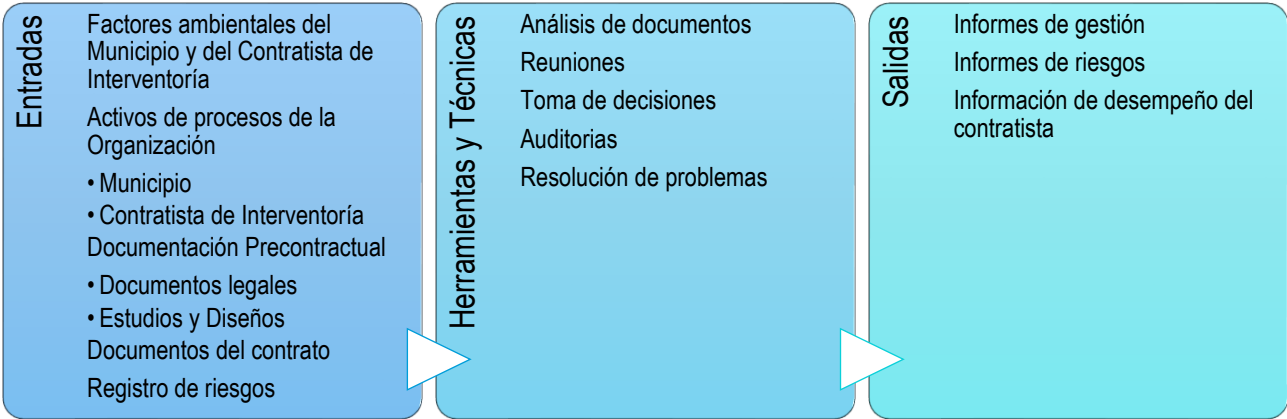 Entradas
Factores ambientales del
Municipio y del Contratista de
Interventoría
Activos de procesos de la
Organización
• Municipio
• Contratista de Interventoría
Documentación Precontractual
• Documentos legales
• Estudios y Diseños
Documentos del contrato
Registro de riesgos
Herramientas y Técnicas
Análisis de documentos
Reuniones
Toma de decisiones
Auditorias
Resolución de problemas
Salidas
Informes de gestión
Informes de riesgos
Información de desempeño del
contratista